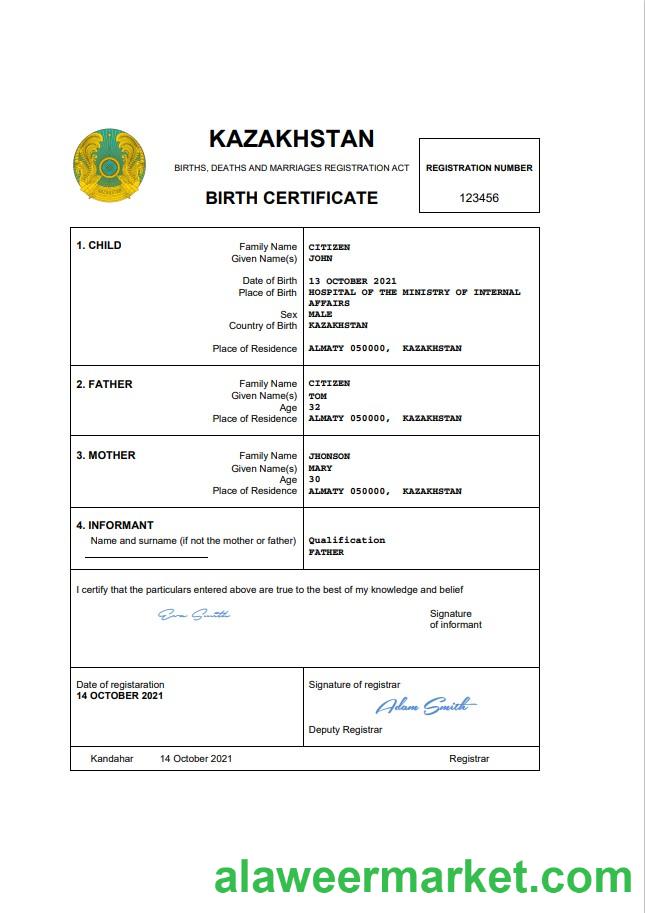 KAZAKHSTAN
BIRTHS, DEATHS AND MARRIAGES REGISTRATION ACT
BIRTH CERTIFICATE
REGISTRATION NUMBER
123456
1. CHILD
Family Name CITIZEN
Given Name(s) JOHN
Date of Birth 13 OCTOBER 2021
Place of Birth HOSPITAL OF THE MINISTRY OF INTERNAL
AFFAIRS
Sex MALE
Country of Birth KAZAKHSTAN
Place of Residence ALMATY 050000, KAZAKHSTAN
2. FATHER
Family Name CITIZEN
Given Name(s) TOM
Age 32
Place of Residence ALMATY 050000, KAZAKHSTAN
3. MOTHER
Family Name JHONSON
Given Name(s) MARY
Age 30
Place of Residence ALMATY 050000, KAZAKHSTAN
4. INFORMANT
Name and surname (if not the mother or father) Qualification
FATHER
I certify that the particulars entered above are true to the best of my knowledge and belief
Eva Smith
Signature
of informant
Date of registaration
14 OCTOBER 2021
Signature of registrar
Adam Smith
Deputy Registrar
Kandahar 14 October 2021 Registrar
alaweermarket.com